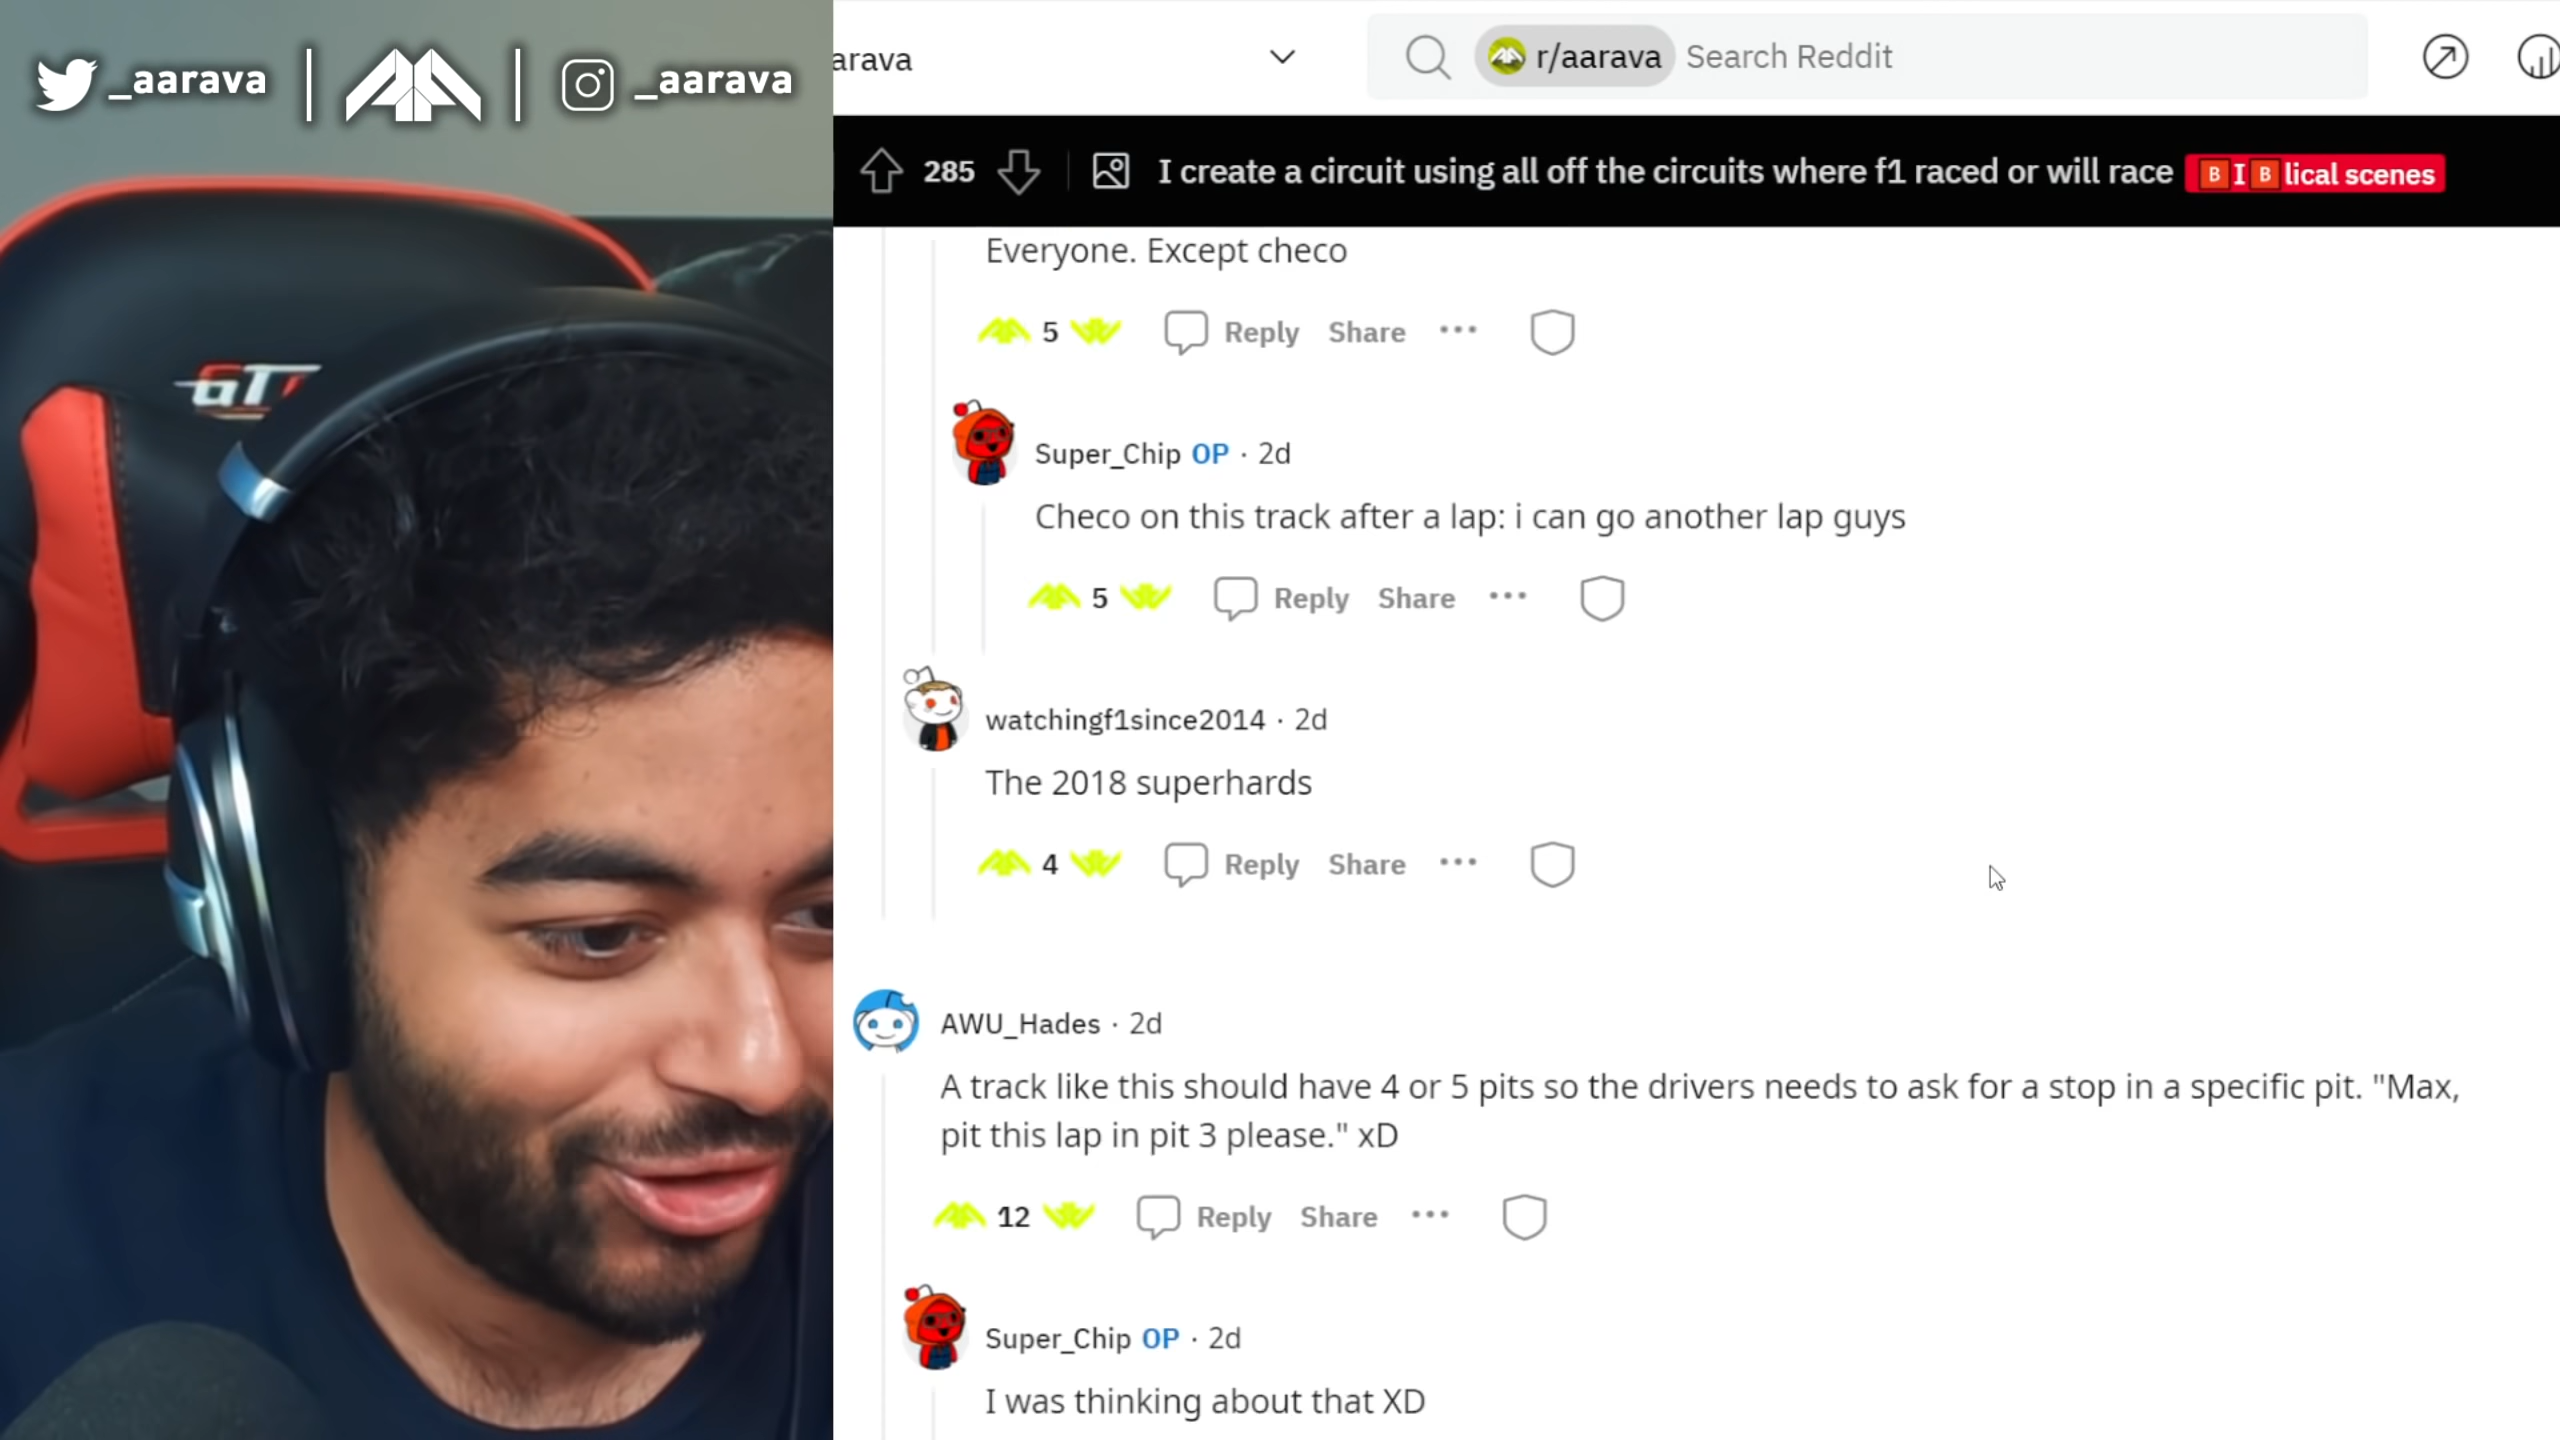 _aarava | | _aarava
arava
r/aarava Search Reddit
285 I create a circuit using all off the circuits where f1 raced or will race BIBlical scenes
GT
Everyone. Except checo
5 Reply Share
Super_Chip OP · 2d
Checo on this track after a lap: i can go another lap guys
5 Reply Share
watchingf1since2014 · 2d
The 2018 superhards
4 Reply Share
AWU_Hades · 2d
A track like this should have 4 or 5 pits so the drivers needs to ask for a stop in a specific pit. "Max,
pit this lap in pit 3 please." xD
12 Reply Share
Super_Chip OP · 2d
I was thinking about that XD